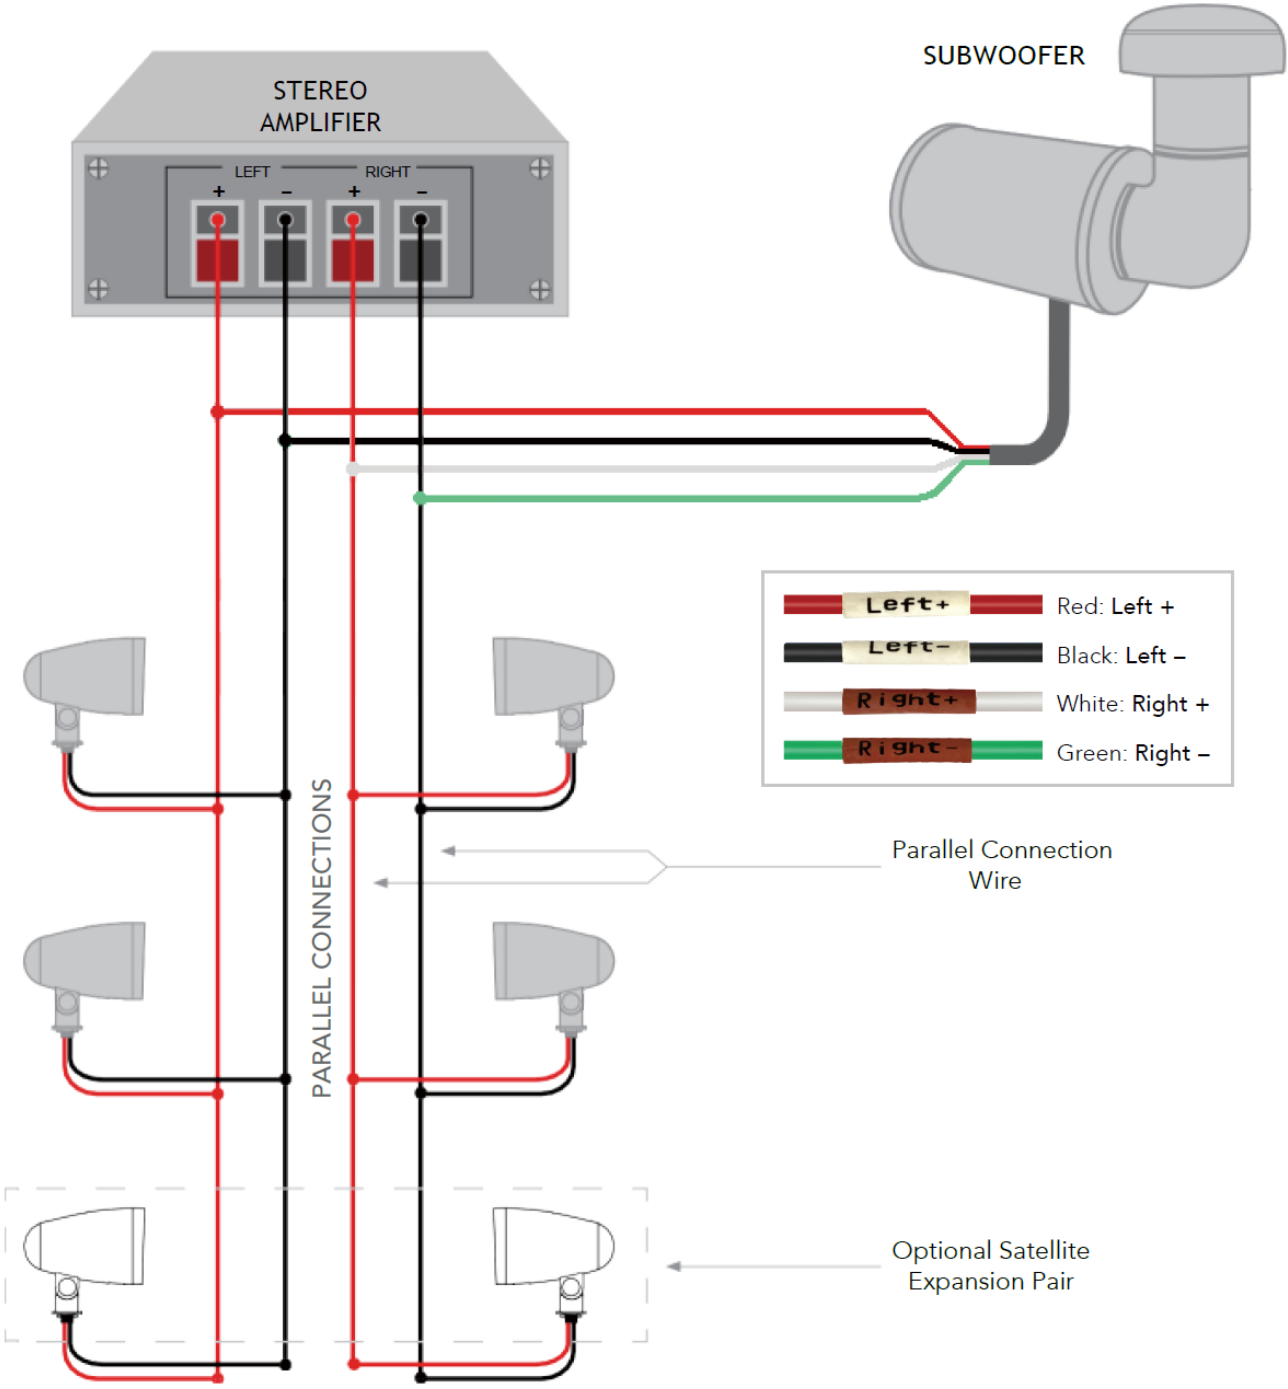 SUBWOOFER
STEREO
AMPLIFIER
LEFT
RIGHT
+ – + –
Left+
Red: Left +
Left-
Black: Left –
Right+
White: Right +
Right-
Green: Right –
PARALLEL CONNECTIONS
Parallel Connection
Wire
Optional Satellite
Expansion Pair